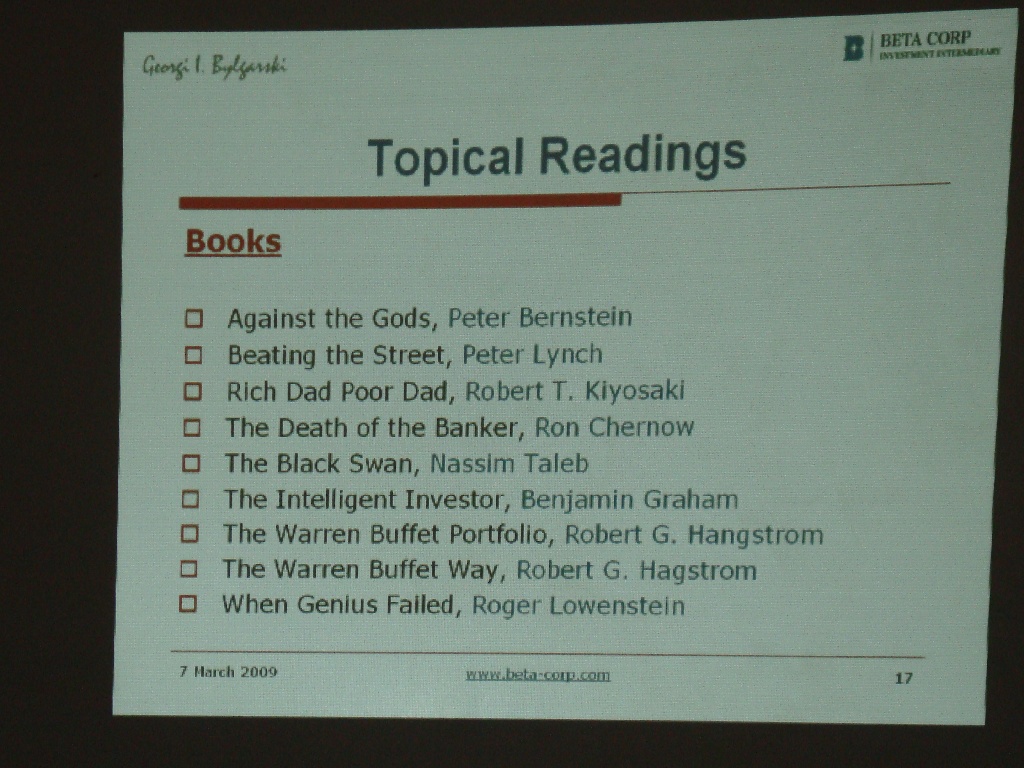 Georgi I. Bylgarski
BETA CORP
INVESTMENT INTERMEDIARY
Topical Readings
Books
Against the Gods, Peter Bernstein
Beating the Street, Peter Lynch
Rich Dad Poor Dad, Robert T. Kiyosaki
The Death of the Banker, Ron Chernow
The Black Swan, Nassim Taleb
The Intelligent Investor, Benjamin Graham
The Warren Buffet Portfolio, Robert G. Hangstrom
The Warren Buffet Way, Robert G. Hagstrom
When Genius Failed, Roger Lowenstein
7 March 2009
www.beta-corp.com
17